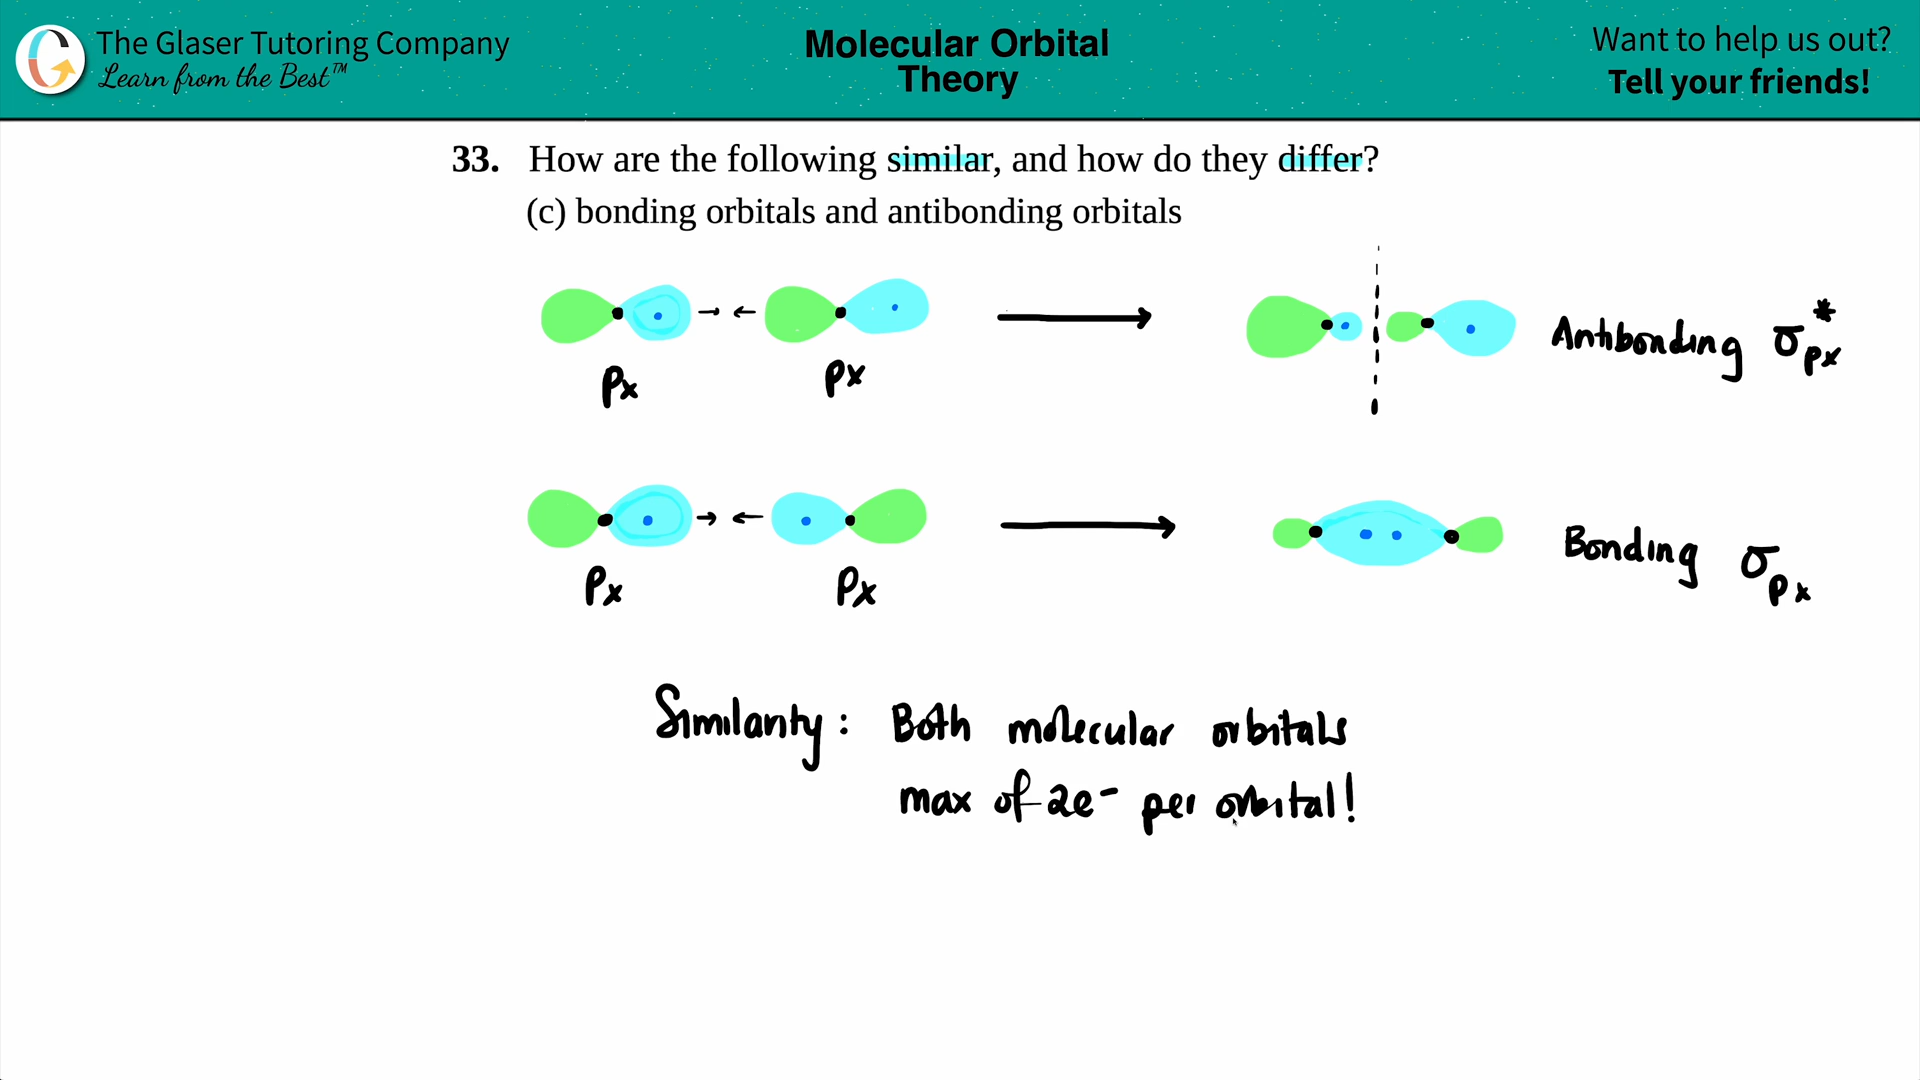 The Glaser Tutoring Company
Learn from the Best™
Molecular Orbital
Theory
Want to help us out?
Tell your friends!
33. How are the following similar, and how do they differ?
(c) bonding orbitals and antibonding orbitals
Px Px
Antibonding σ*px
Px Px
Bonding σpx
Similarity: Both molecular orbitals
max of 2e⁻ per orbital!